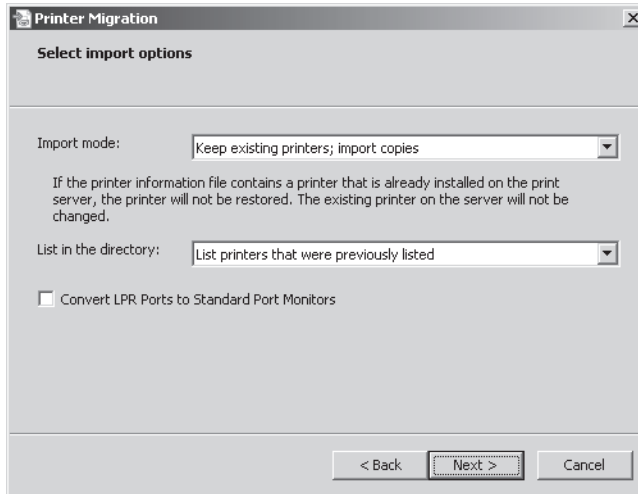 Printer Migration
Select import options
Import mode:
Keep existing printers; import copies
If the printer information file contains a printer that is already installed on the print
server, the printer will not be restored. The existing printer on the server will not be
changed.
List in the directory:
List printers that were previously listed
Convert LPR Ports to Standard Port Monitors
< Back
Next >
Cancel